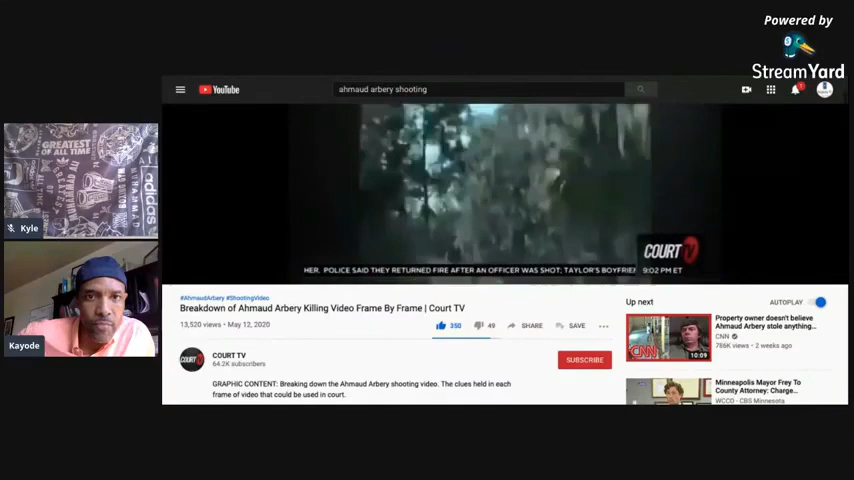 Powered by
StreamYard
YouTube
ahmaud arbery shooting
GREATEST
OF ALL TIME
MUHAMMAD ALI
adidas
Kyle
Kayode
COURT TV
HER. POLICE SAID THEY RETURNED FIRE AFTER AN OFFICER WAS SHOT; TAYLOR'S BOYFRIE
9:02 PM ET
#AhmaudArbery #ShootingVideo
Breakdown of Ahmaud Arbery Killing Video Frame By Frame | Court TV
13,520 views • May 12, 2020
350
49
SHARE
SAVE
COURT TV
64.2K subscribers
SUBSCRIBE
GRAPHIC CONTENT: Breaking down the Ahmaud Arbery shooting video. The clues held in each
frame of video that could be used in court.
Up next
AUTOPLAY
CNN
10:09
Property owner doesn't believe
Ahmaud Arbery stole anything...
CNN
786K views • 2 weeks ago
Minneapolis Mayor Frey To
County Attorney: Charge...
WCCO - CBS Minnesota